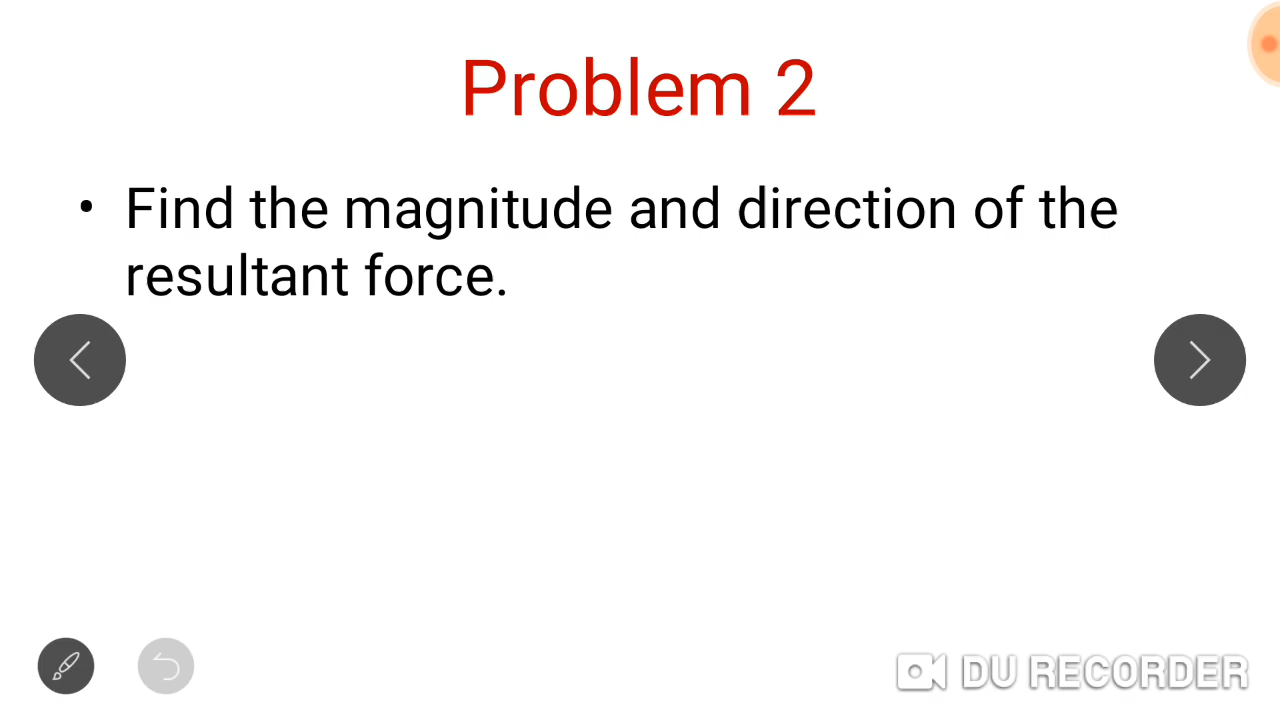 Problem 2
• Find the magnitude and direction of the
resultant force.
DU RECORDER